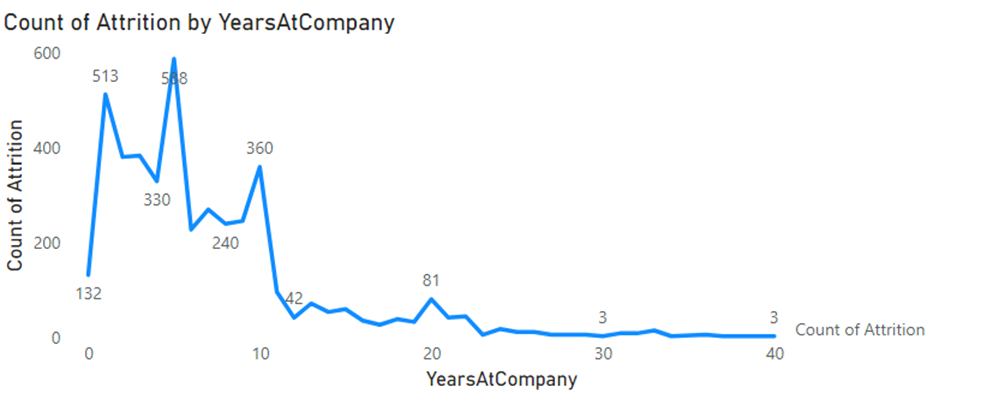 Count of Attrition by YearsAtCompany
600
400
200
0
Count of Attrition
513
588
360
330
240
132
42
81
3
3
Count of Attrition
0 10 20 30 40
YearsAtCompany